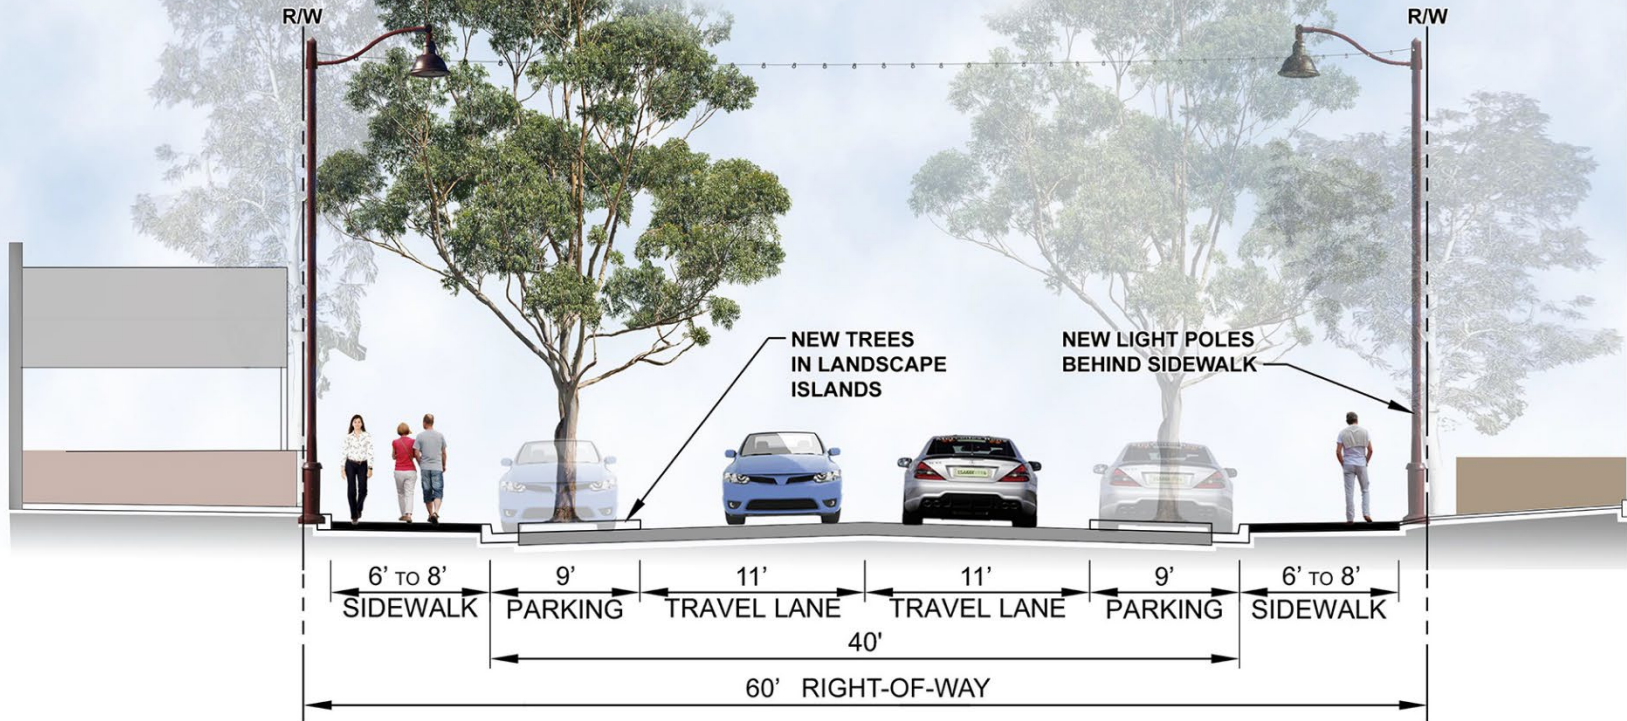 R/W
R/W
NEW TREES
IN LANDSCAPE
ISLANDS
NEW LIGHT POLES
BEHIND SIDEWALK
6' TO 8' 9' 11' 11' 9' 6' TO 8'
SIDEWALK PARKING TRAVEL LANE TRAVEL LANE PARKING SIDEWALK
40'
60' RIGHT-OF-WAY